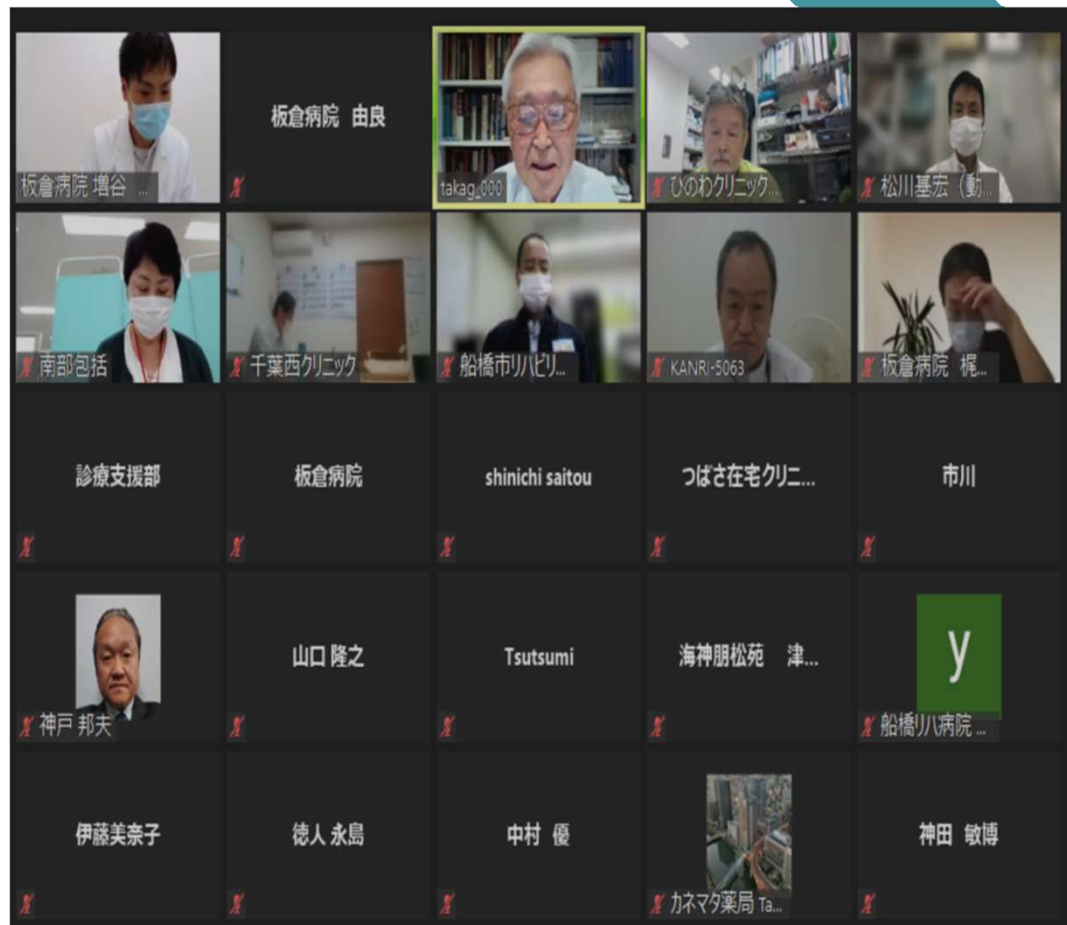 板倉病院 増谷 ...
板倉病院 由良
takag_000
ひのわクリニック...
松川基宏（動...
南部包括
千葉西クリニック
船橋市リハビリ...
KANRI-5063
板倉病院 梶...
診療支援部
板倉病院
shinichi saitou
つばさ在宅クリニ...
市川
神戸 邦夫
山口 隆之
Tsutsumi
海神朋松苑 津...
y
船橋リハ病院 ...
伊藤美奈子
徳人 永島
中村 優
カネマタ薬局 Ta...
神田 敏博